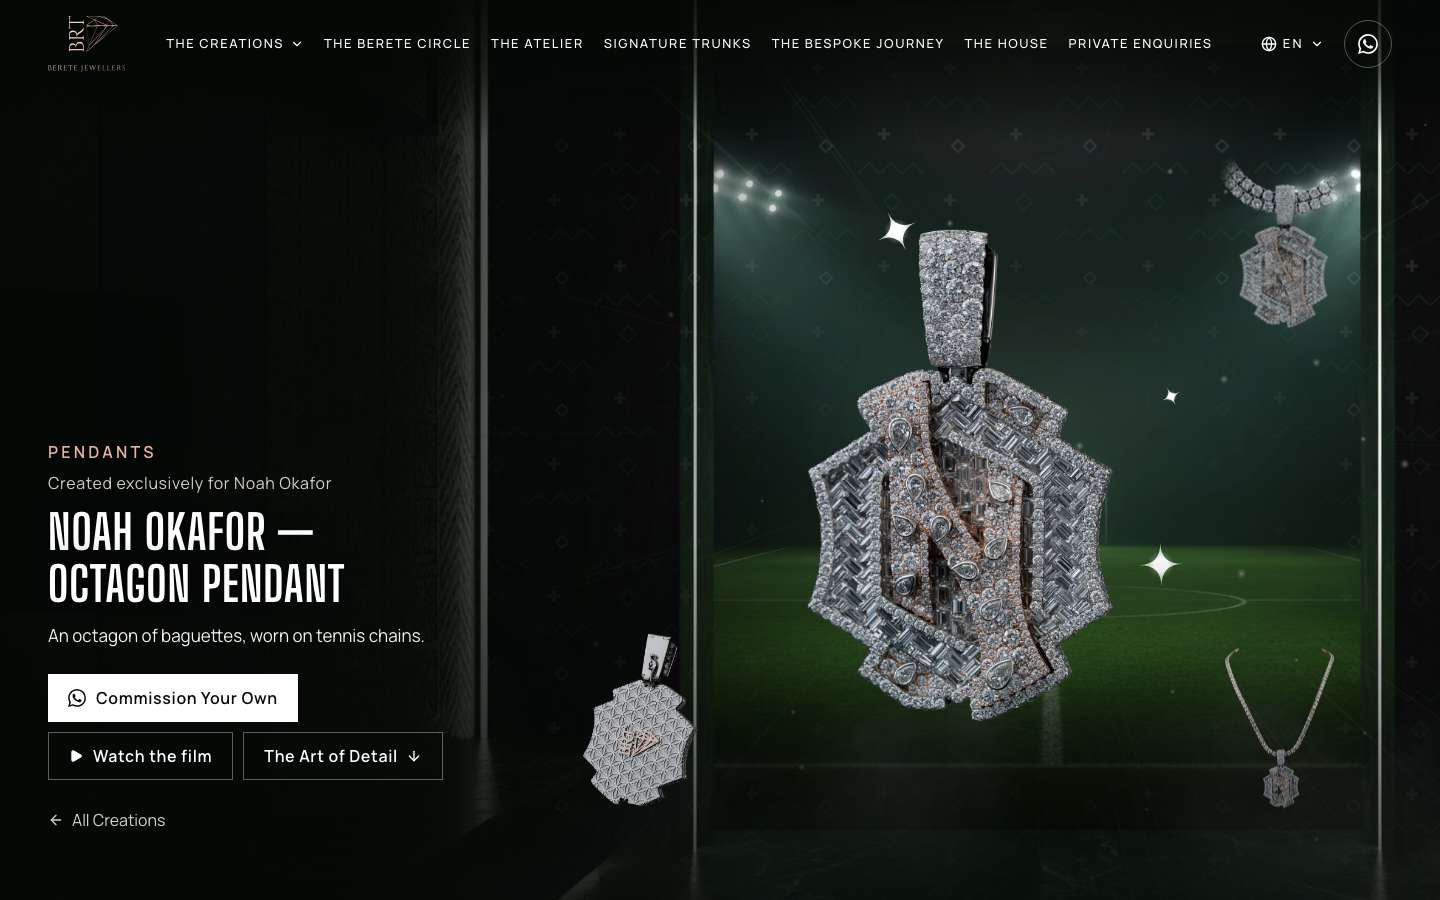 BRT
BERETE JEWELLERS
THE CREATIONS
THE BERETE CIRCLE
THE ATELIER
SIGNATURE TRUNKS
THE BESPOKE JOURNEY
THE HOUSE
PRIVATE ENQUIRIES
EN
PENDANTS
Created exclusively for Noah Okafor
NOAH OKAFOR —
OCTAGON PENDANT
An octagon of baguettes, worn on tennis chains.
Commission Your Own
Watch the film
The Art of Detail
All Creations